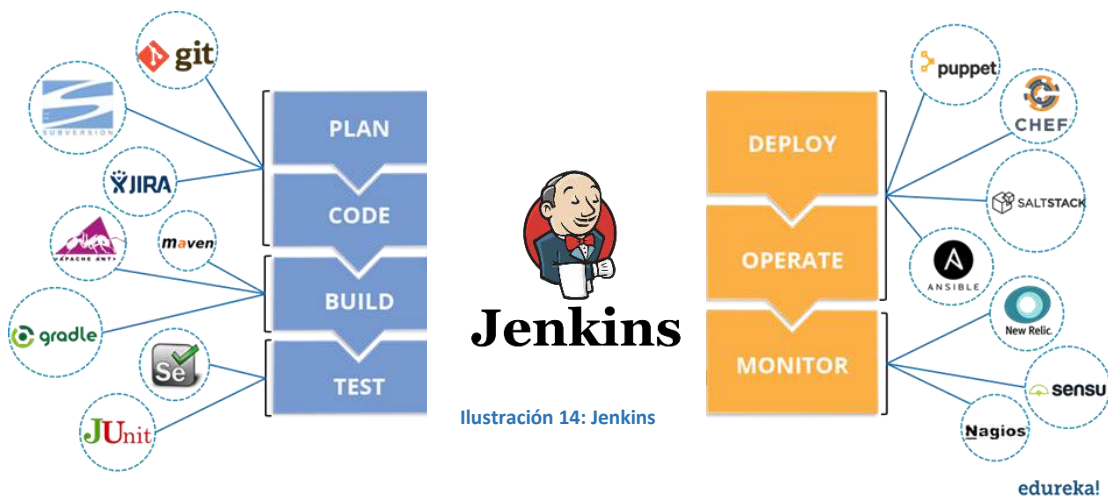 git
SUBVERSION
JIRA
APACHE ANT
maven
gradle
Se
JUnit
PLAN
CODE
BUILD
TEST
Jenkins
Ilustración 14: Jenkins
DEPLOY
OPERATE
MONITOR
puppet
CHEF
SALTSTACK
A
ANSIBLE
New Relic.
sensu
Nagios
edureka!